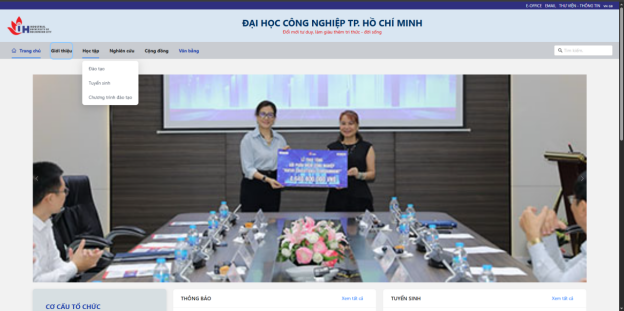 E-OFFICE EMAIL THƯ VIỆN - THÔNG TIN
ĐẠI HỌC CÔNG NGHIỆP TP. HỒ CHÍ MINH
Đổi mới tư duy, làm giàu thêm tri thức - đời sống
Trang chủ Giới thiệu Học tập Nghiên cứu Cộng đồng Văn bằng Tìm kiếm
Đào tạo
Tuyển sinh
Chương trình đào tạo
CƠ CẤU TỔ CHỨC
THÔNG BÁO Xem tất cả
TUYỂN SINH Xem tất cả